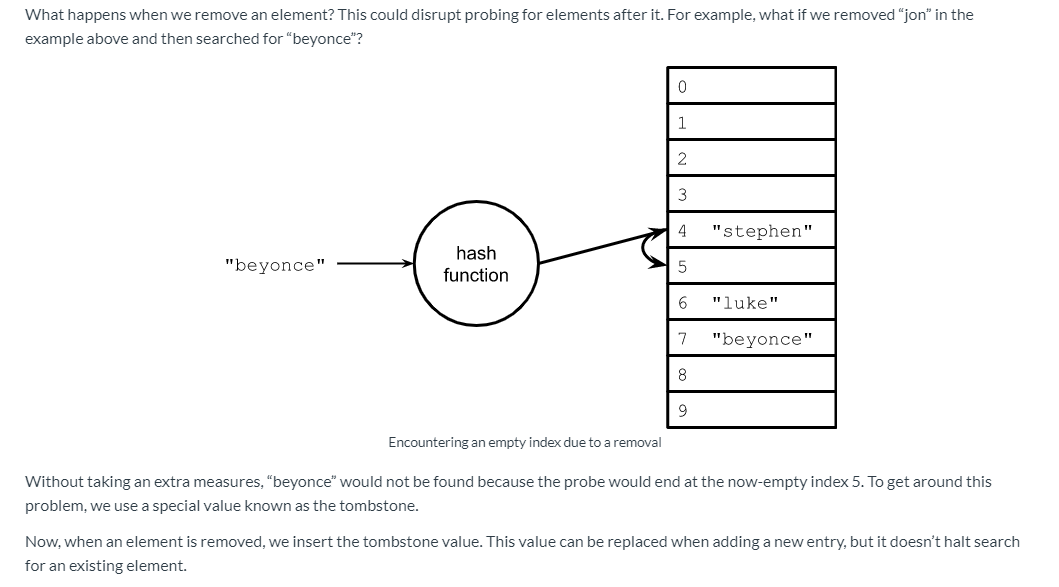 What happens when we remove an element? This could disrupt probing for elements after it. For example, what if we removed “jon” in the
example above and then searched for “beyonce”?
0
1
2
3
4 "stephen"
5
6 "luke"
7 "beyonce"
8
9
"beyonce"
hash
function
Encountering an empty index due to a removal
Without taking an extra measures, “beyonce” would not be found because the probe would end at the now-empty index 5. To get around this
problem, we use a special value known as the tombstone.
Now, when an element is removed, we insert the tombstone value. This value can be replaced when adding a new entry, but it doesn’t halt search
for an existing element.